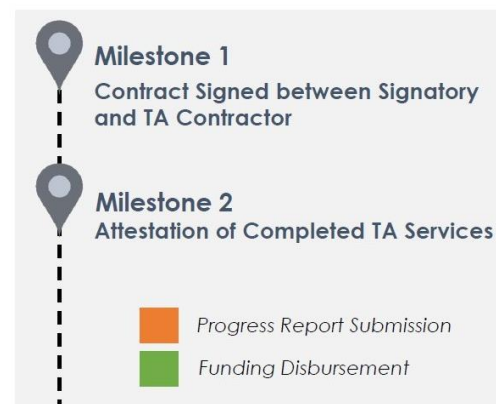 Milestone 1
Contract Signed between Signatory
and TA Contractor
Milestone 2
Attestation of Completed TA Services
Progress Report Submission
Funding Disbursement